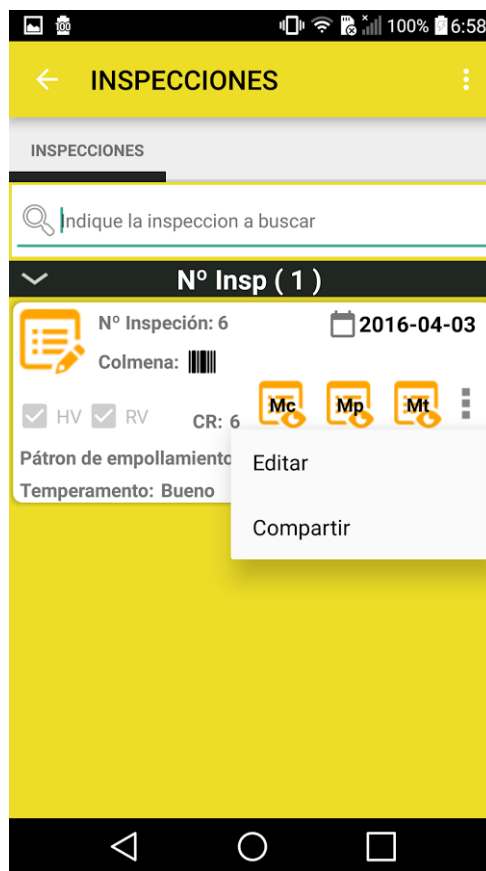 100 100% 6:58
INSPECCIONES
INSPECCIONES
Indique la inspeccion a buscar
Nº Insp ( 1 )
Nº Inspeción: 6 2016-04-03
Colmena:
Mc Mp Mt
HV RV CR: 6
Pátron de empollamiento
Temperamento: Bueno
Editar
Compartir